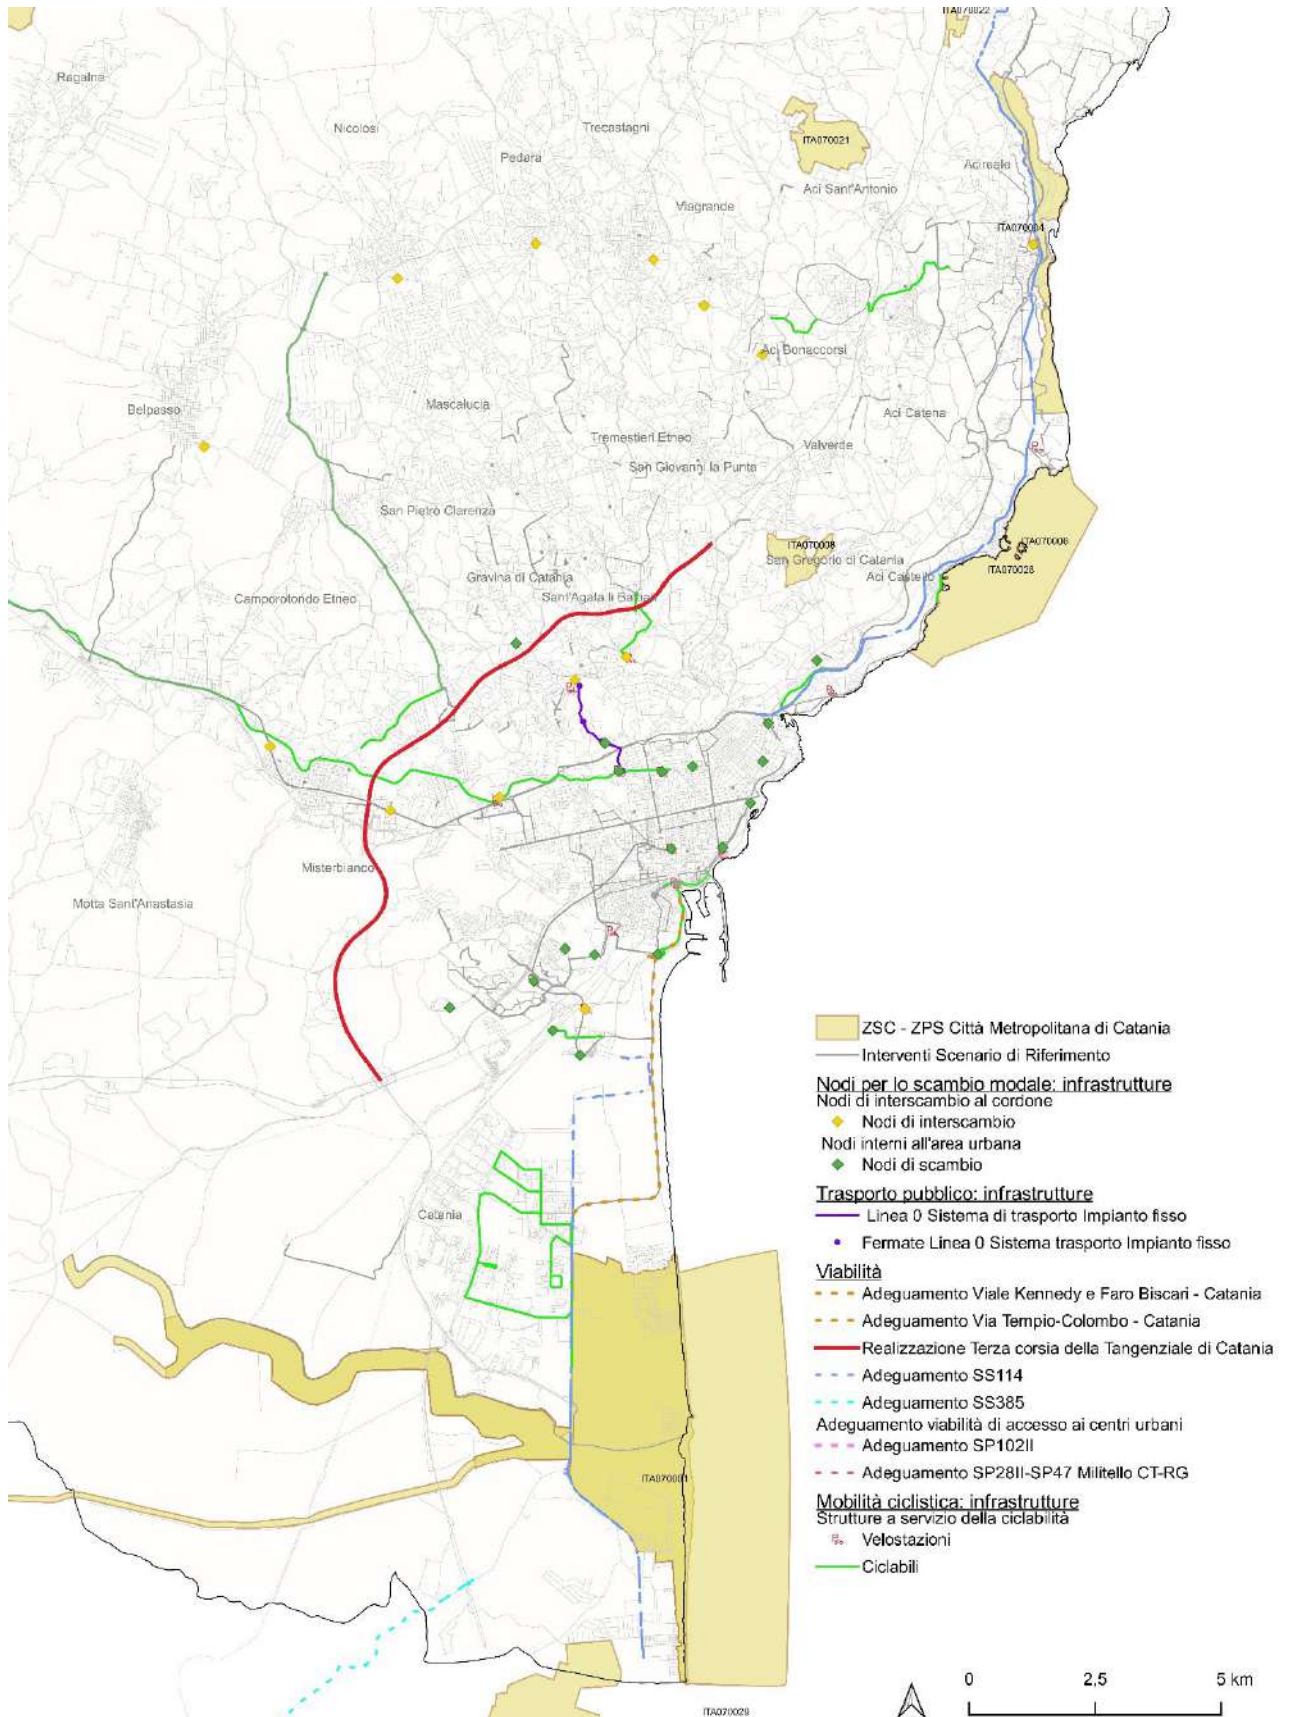 ITA070022
Ragalna
Nicolosi
Trecastagni
ITA070021
Pedara
Acireale
Aci Sant'Antonio
Viagrande
ITA070004
Aci Bonaccorsi
Belpasso
Mascalucia
Aci Catena
Tremestieri Etneo
Valverde
San Giovanni la Punta
San Pietro Clarenza
ITA070008
ITA070006
San Gregorio di Catania
ITA070028
Gravina di Catania
Aci Castello
Camporotondo Etneo
Sant'Agata li Battiati
Misterbianco
Motta Sant'Anastasia
Catania
ITA070001
ITA070029
ZSC - ZPS Città Metropolitana di Catania
Interventi Scenario di Riferimento
Nodi per lo scambio modale: infrastrutture
Nodi di interscambio al cordone
Nodi di interscambio
Nodi interni all'area urbana
Nodi di scambio
Trasporto pubblico: infrastrutture
Linea 0 Sistema di trasporto Impianto fisso
Fermate Linea 0 Sistema trasporto Impianto fisso
Viabilità
Adeguamento Viale Kennedy e Faro Biscari - Catania
Adeguamento Via Tempio-Colombo - Catania
Realizzazione Terza corsia della Tangenziale di Catania
Adeguamento SS114
Adeguamento SS385
Adeguamento viabilità di accesso ai centri urbani
Adeguamento SP102II
Adeguamento SP28II-SP47 Militello CT-RG
Mobilità ciclistica: infrastrutture
Strutture a servizio della ciclabilità
Velostazioni
Ciclabili
0 2,5 5 km